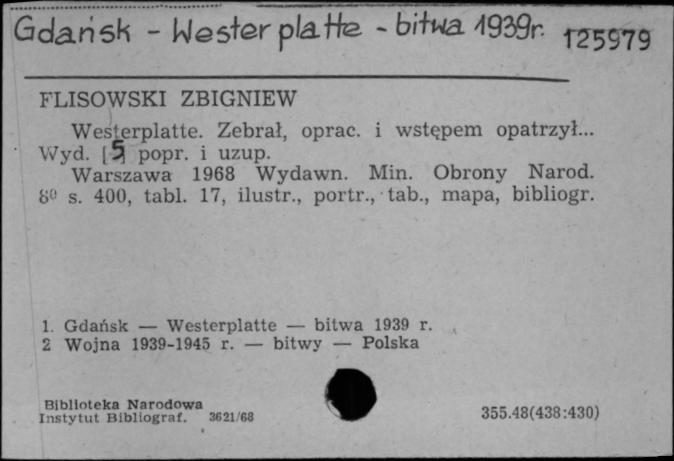 Gdańsk - Westerplatte - bitwa 1939r. 125979
FLISOWSKI ZBIGNIEW
Westerplatte. Zebrał, oprac. i wstępem opatrzył...
Wyd. [5] popr. i uzup.
Warszawa 1968 Wydawn. Min. Obrony Narod.
8⁰ s. 400, tabl. 17, ilustr., portr., tab., mapa, bibliogr.
1. Gdańsk — Westerplatte — bitwa 1939 r.
2 Wojna 1939-1945 r. — bitwy — Polska
Biblioteka Narodowa
Instytut Bibliograf. 3621/68 355.48(438:430)